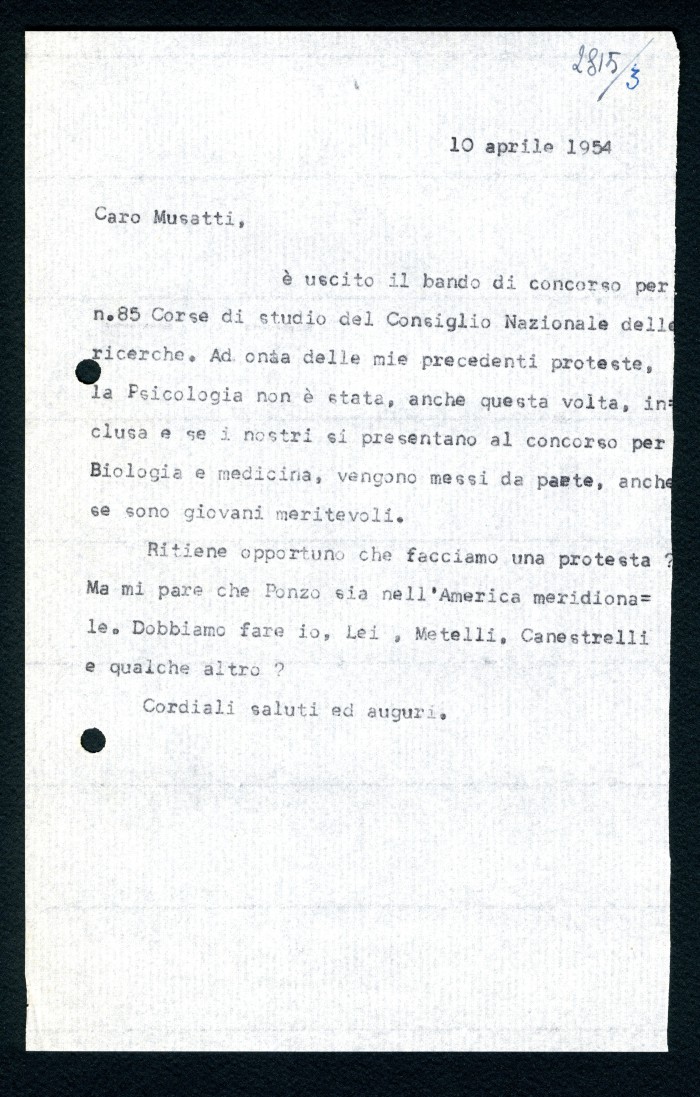 2815/3
10 aprile 1954
Caro Musatti,
è uscito il bando di concorso per
n.85 Corse di studio del Consiglio Nazionale delle
ricerche. Ad onáa delle mie precedenti proteste,
la Psicologia non è stata, anche questa volta, in=
clusa e se i nostri si presentano al concorso per
Biologia e medicina, vengono messi da parte, anche
se sono giovani meritevoli.
Ritiene opportuno che facciamo una protesta ?
Ma mi pare che Ponzo sia nell'America meridiona=
le. Dobbiamo fare io, Lei , Metelli, Canestrelli
e qualche altro ?
Cordiali saluti ed auguri.